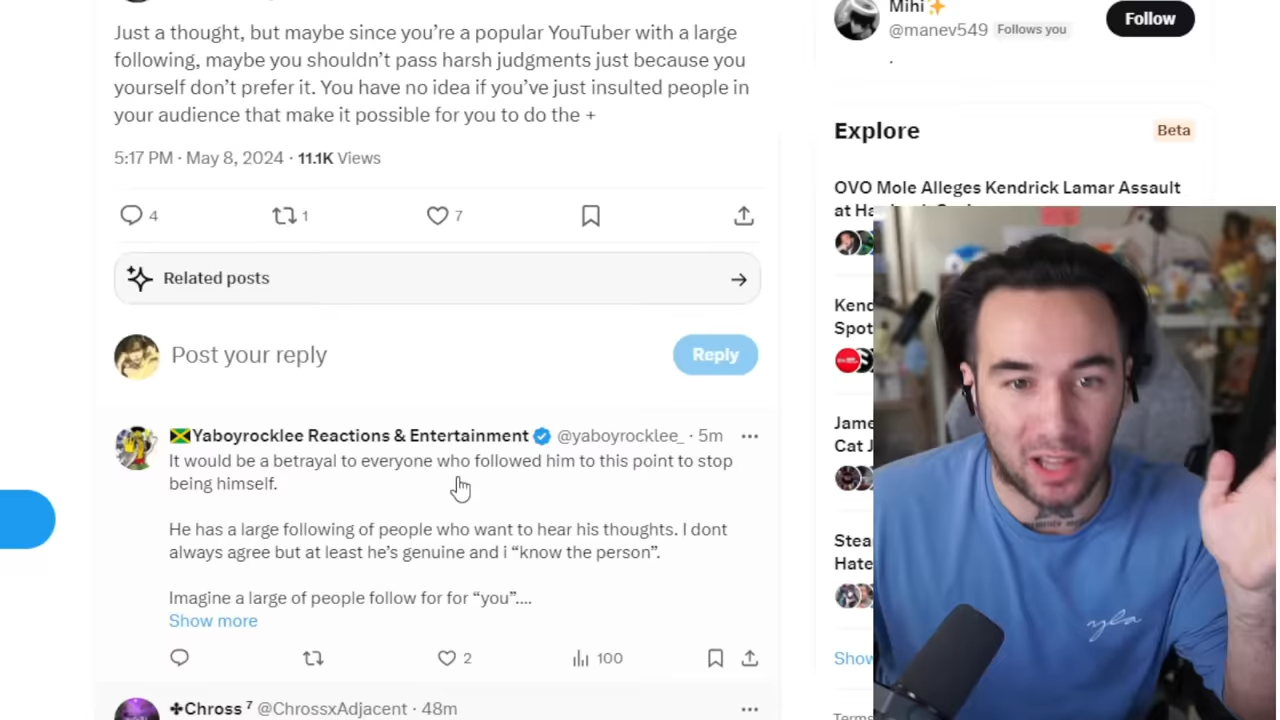 Just a thought, but maybe since you’re a popular YouTuber with a large
following, maybe you shouldn’t pass harsh judgments just because you
yourself don’t prefer it. You have no idea if you’ve just insulted people in
your audience that make it possible for you to do the +
5:17 PM · May 8, 2024 · 11.1K Views
4
1
7
Related posts
Post your reply
Reply
Yaboyrocklee Reactions & Entertainment @yaboyrocklee_ · 5m
It would be a betrayal to everyone who followed him to this point to stop
being himself.
He has a large following of people who want to hear his thoughts. I dont
always agree but at least he’s genuine and i “know the person”.
Imagine a large of people follow for for “you”....
Show more
2
100
Chross ⁷ @ChrossxAdjacent · 48m
Mihi
@manev549 Follows you
Follow
.
Explore
Beta
OVO Mole Alleges Kendrick Lamar Assault
at
Spot
Cat
Hate
Terms